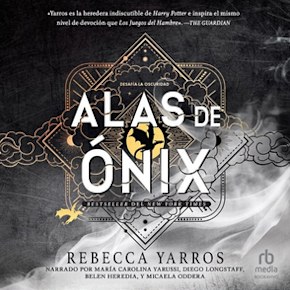 «Yarros es la heredera indiscutible de Harry Potter e inspira el mismo
nivel de devoción que Los Juegos del Hambre». —THE GUARDIAN
DESAFÍA LA OSCURIDAD
ALAS DE
ÓNIX
BESTSELLER DEL NEW YORK TIMES
REBECCA YARROS
NARRADO POR MARÍA CAROLINA YARUSSI, DIEGO LONGSTAFF,
BELEN HEREDIA, Y MICAELA ODDERA
rb
media